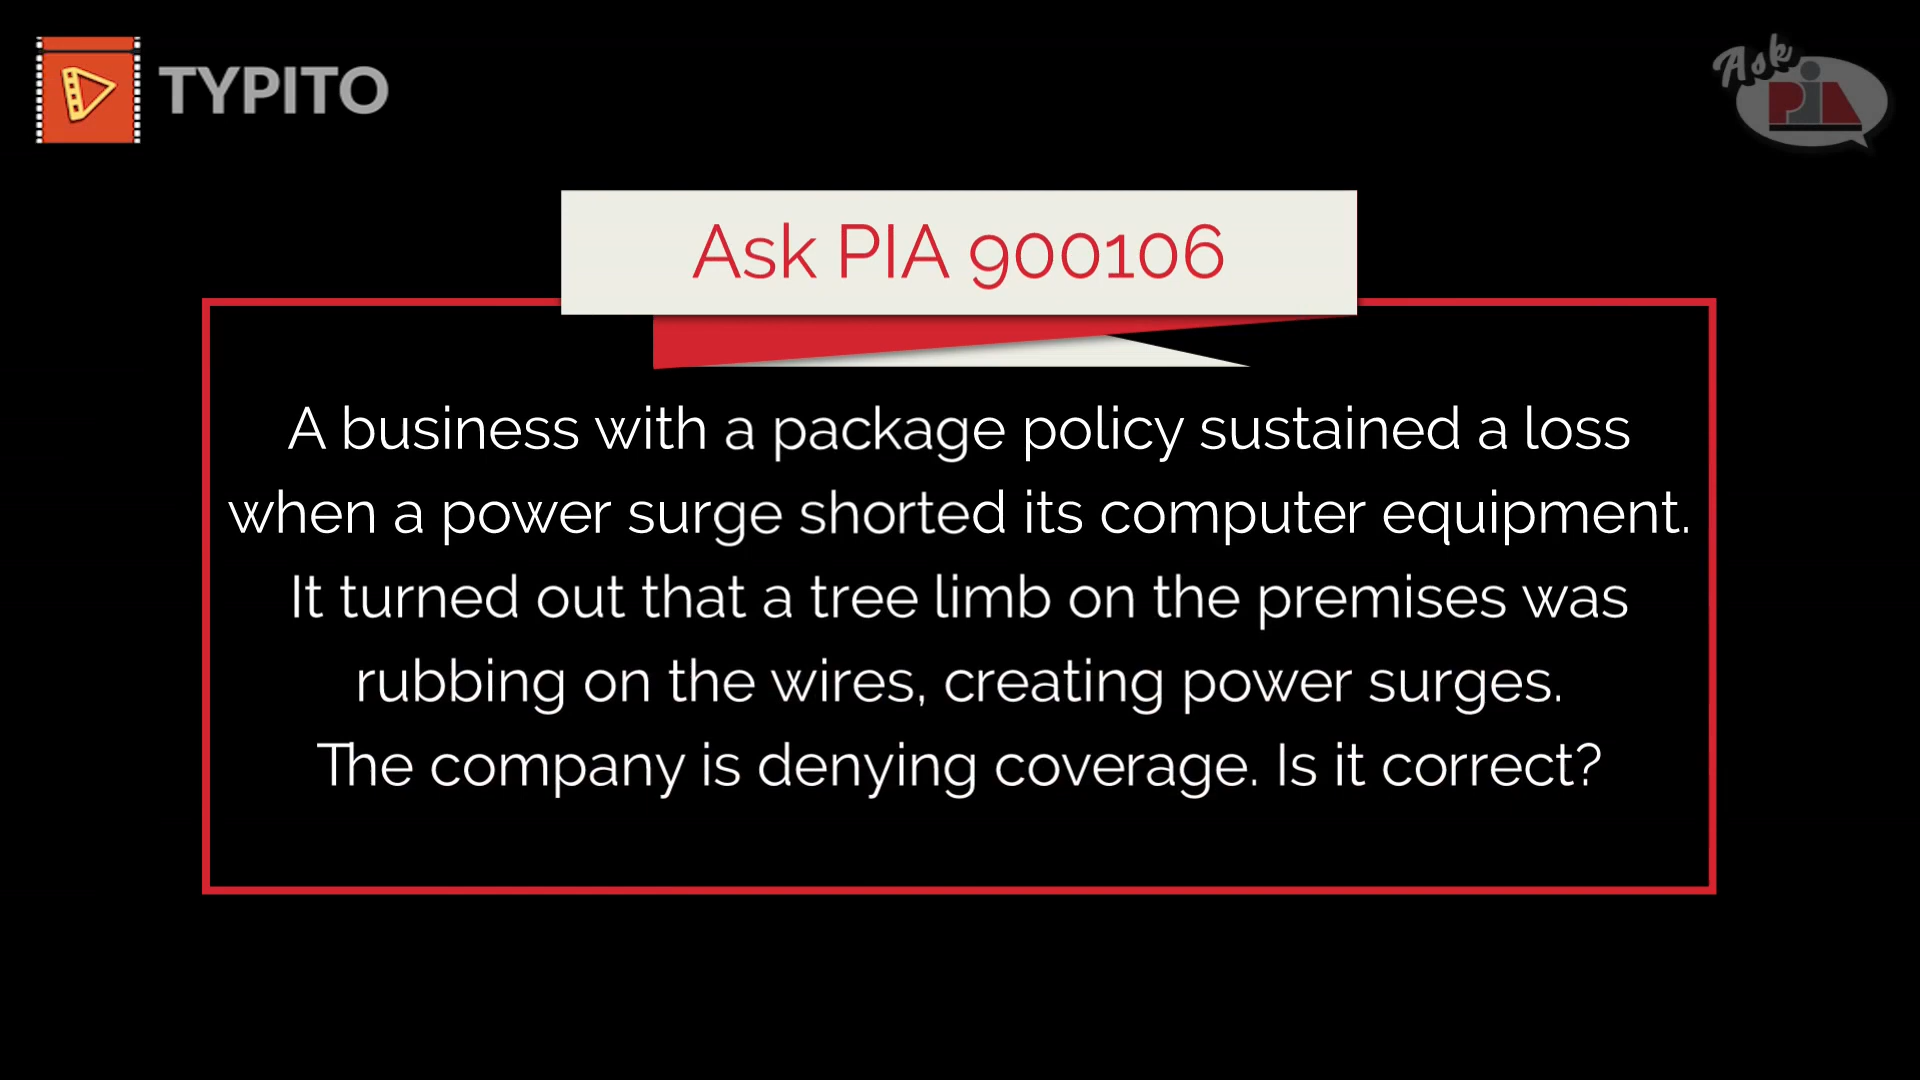 TYPITO
Ask
PiA
Ask PIA 900106
A business with a package policy sustained a loss
when a power surge shorted its computer equipment.
It turned out that a tree limb on the premises was
rubbing on the wires, creating power surges.
The company is denying coverage. Is it correct?